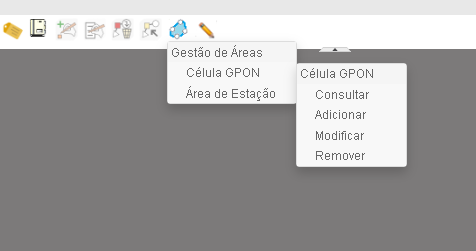 Gestão de Áreas
Célula GPON
Área de Estação
Célula GPON
Consultar
Adicionar
Modificar
Remover